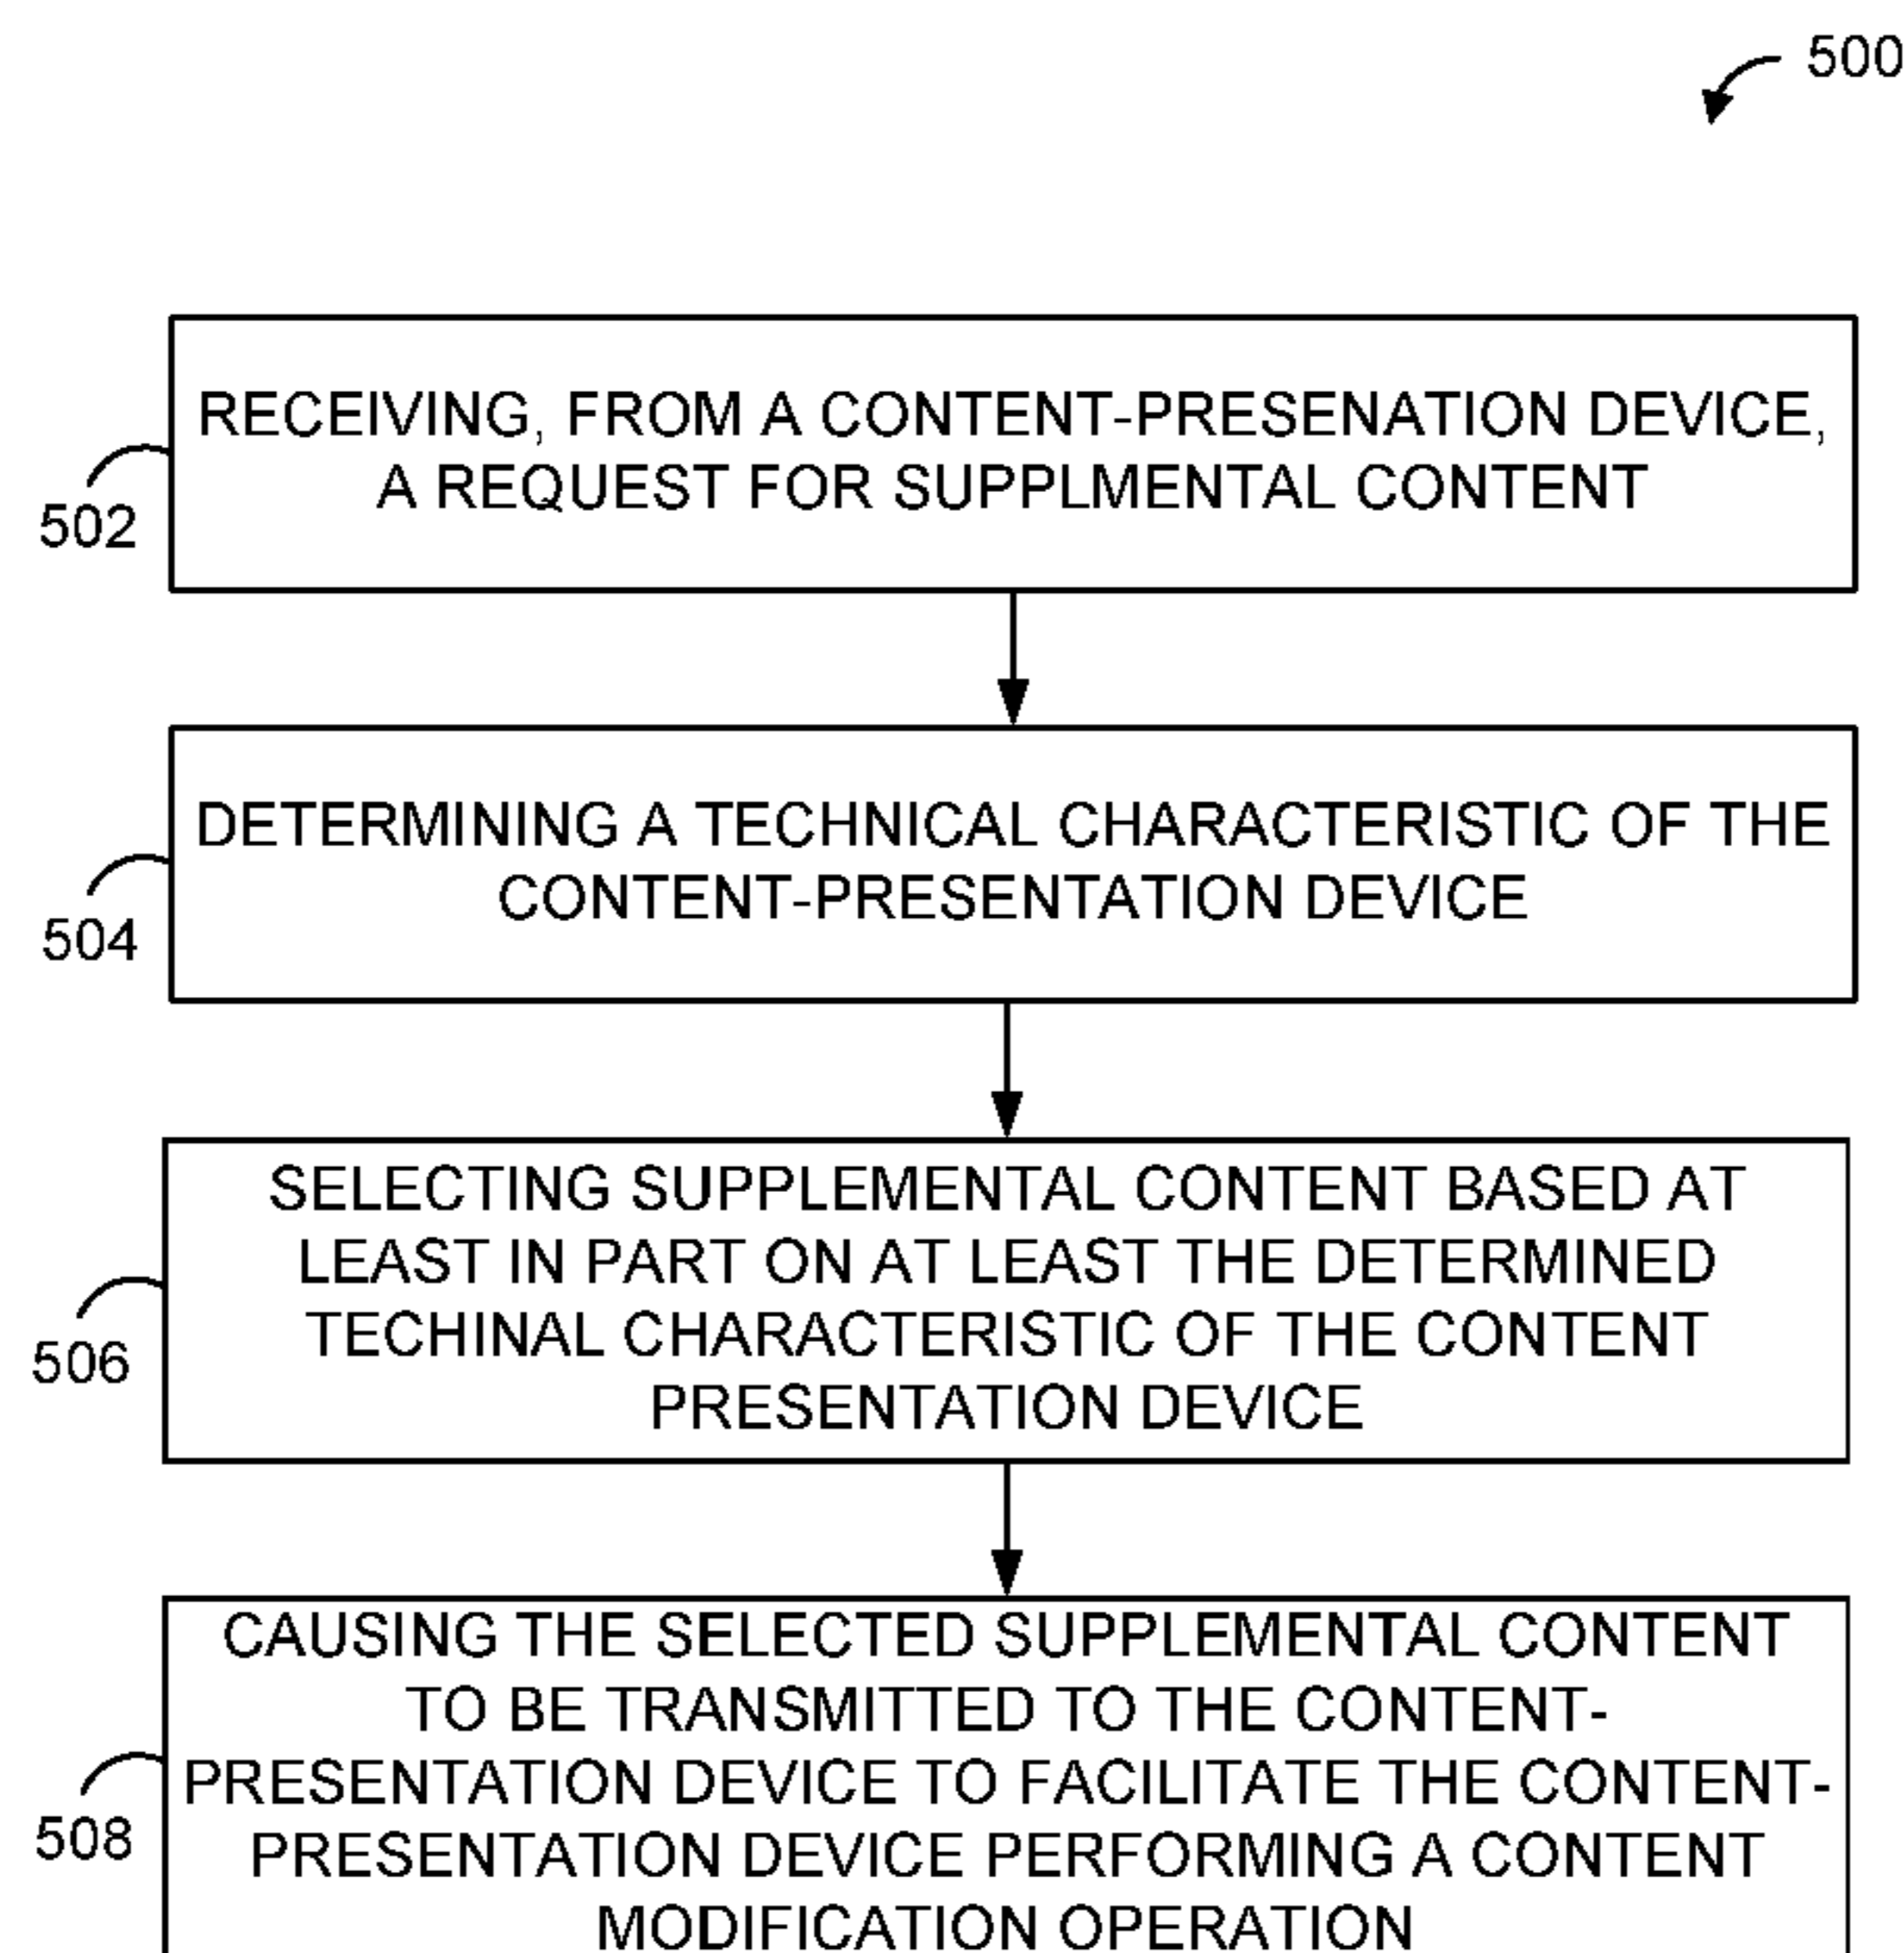 500
RECEIVING, FROM A CONTENT-PRESENATION DEVICE,
A REQUEST FOR SUPPLMENTAL CONTENT
502
DETERMINING A TECHNICAL CHARACTERISTIC OF THE
CONTENT-PRESENTATION DEVICE
504
SELECTING SUPPLEMENTAL CONTENT BASED AT
LEAST IN PART ON AT LEAST THE DETERMINED
TECHINAL CHARACTERISTIC OF THE CONTENT
PRESENTATION DEVICE
506
CAUSING THE SELECTED SUPPLEMENTAL CONTENT
TO BE TRANSMITTED TO THE CONTENT-
PRESENTATION DEVICE TO FACILITATE THE CONTENT-
PRESENTATION DEVICE PERFORMING A CONTENT
MODIFICATION OPERATION
508